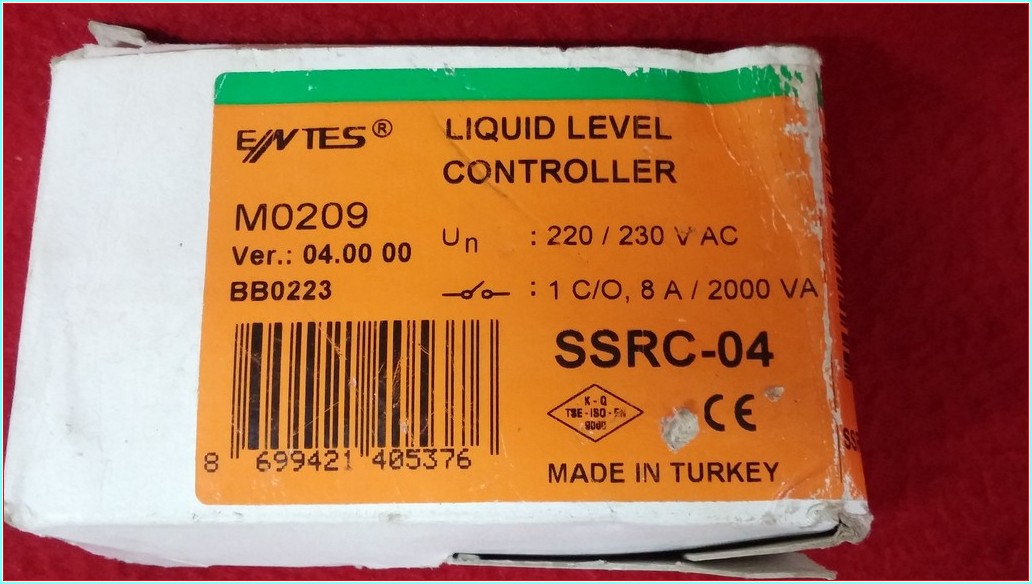 ENTES®
LIQUID LEVEL
CONTROLLER
M0209
Ver.: 04.00 00
BB0223
Un : 220 / 230 V AC
: 1 C/O, 8 A / 2000 VA
SSRC-04
K - Q
TSE - ISO - EN
9000
CE
8 699421 405376
MADE IN TURKEY